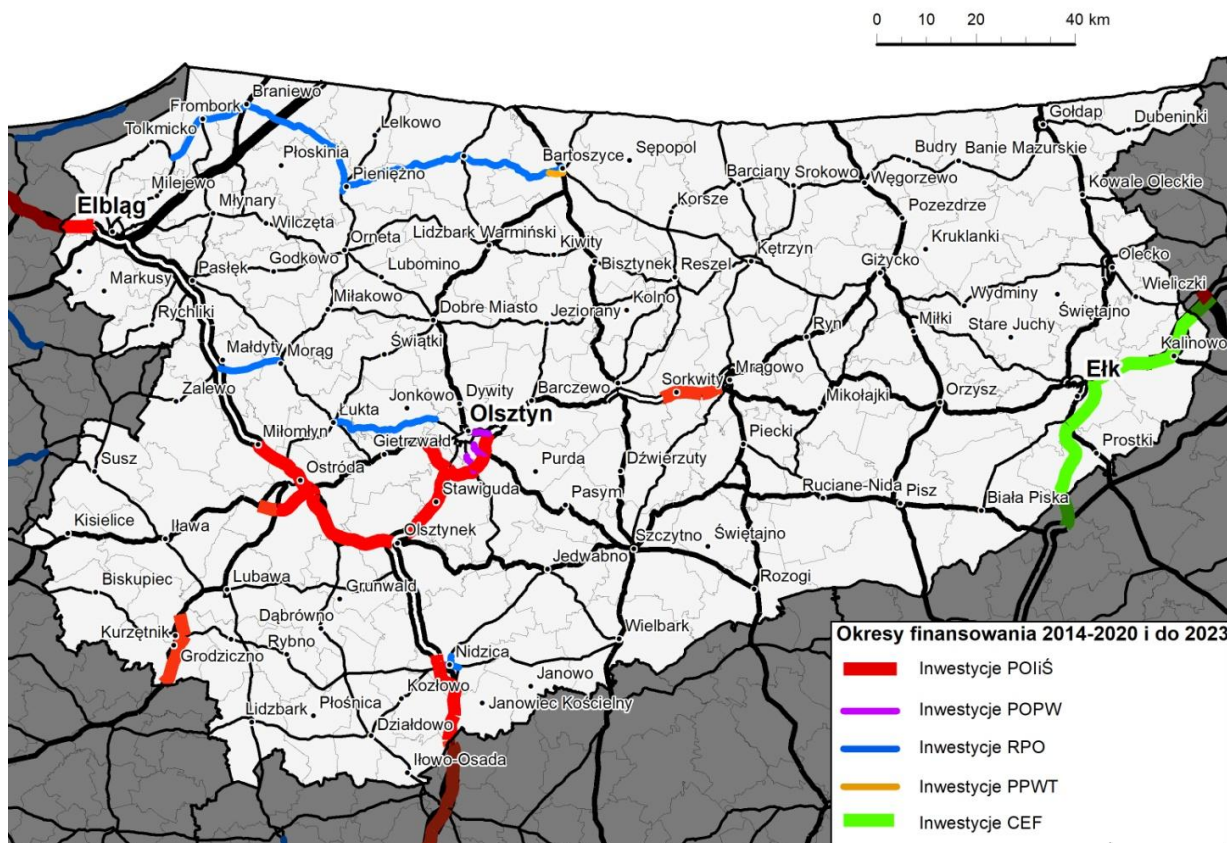 0 10 20 40 km
Braniewo
Frombork
Gołdap
Tolkmicko
Lelkowo
Dubeninki
Płoskinia
Bartoszyce
Sępopol
Budry
Banie Mazurskie
Pieniężno
Barciany
Srokowo
Węgorzewo
Milejewo
Kowale Oleckie
Elbląg
Młynary
Korsze
Pozezdrze
Wilczęta
Orneta
Lidzbark Warmiński
Kiwity
Kętrzyn
Kruklanki
Olecko
Godkowo
Lubomino
Bisztynek
Reszel
Giżycko
Markusy
Pasłęk
Wieliczki
Rychliki
Miłakowo
Dobre Miasto
Jeziorany
Kolno
Wydminy
Świętajno
Ryn
Miłki
Stare Juchy
Małdyty
Morąg
Świątki
Kalinowo
Zalewo
Jonkowo
Dywity
Barczewo
Sorkwity
Mrągowo
Ełk
Łukta
Olsztyn
Mikołajki
Orzysz
Miłomłyn
Gietrzwałd
Piecki
Prostki
Susz
Ostróda
Purda
Dźwierzuty
Stawiguda
Pasym
Ruciane-Nida
Pisz
Biała Piska
Kisielice
Iława
Olsztynek
Szczytno
Świętajno
Jedwabno
Biskupiec
Lubawa
Grunwald
Rozogi
Dąbrówno
Kurzętnik
Rybno
Wielbark
Grodziczno
Nidzica
Kozłowo
Janowo
Lidzbark
Płośnica
Janowiec Kościelny
Działdowo
Iłowo-Osada
Okresy finansowania 2014-2020 i do 2023
Inwestycje POIiŚ
Inwestycje POPW
Inwestycje RPO
Inwestycje PPWT
Inwestycje CEF